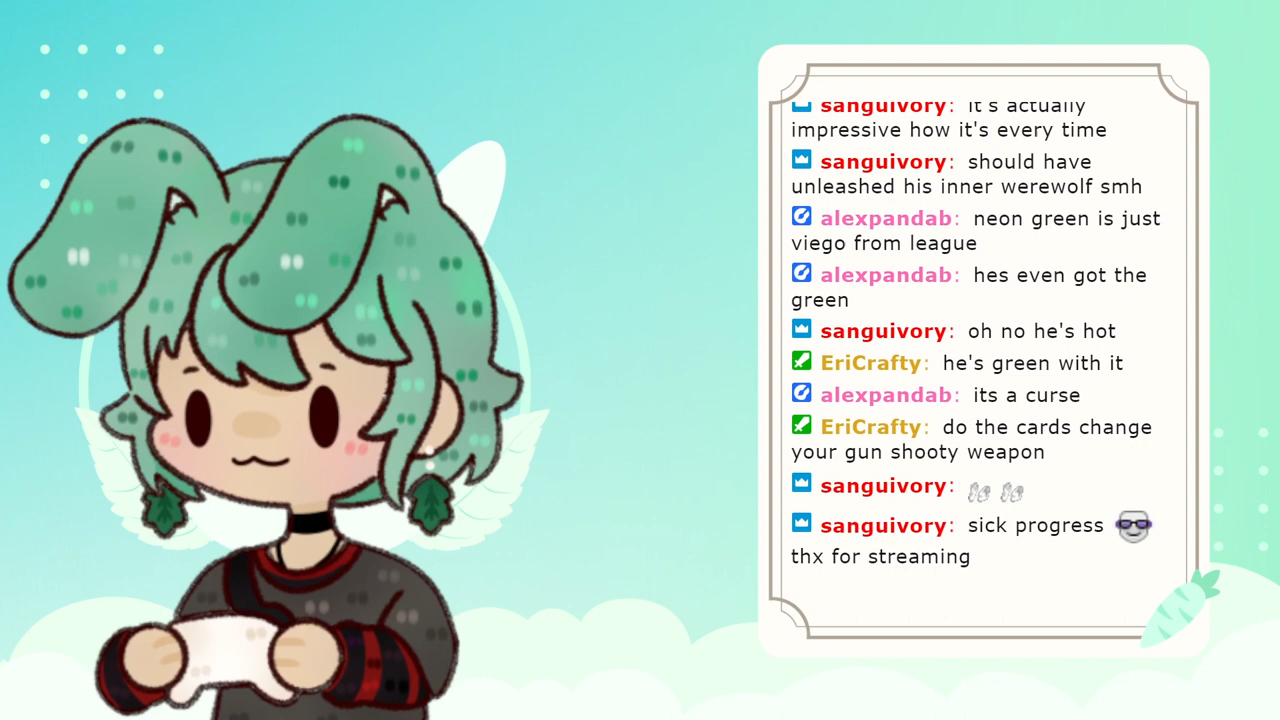 sanguivory: it's actually
impressive how it's every time
sanguivory: should have
unleashed his inner werewolf smh
alexpandab: neon green is just
viego from league
alexpandab: hes even got the
green
sanguivory: oh no he's hot
EriCrafty: he's green with it
alexpandab: its a curse
EriCrafty: do the cards change
your gun shooty weapon
sanguivory:
sanguivory: sick progress
thx for streaming